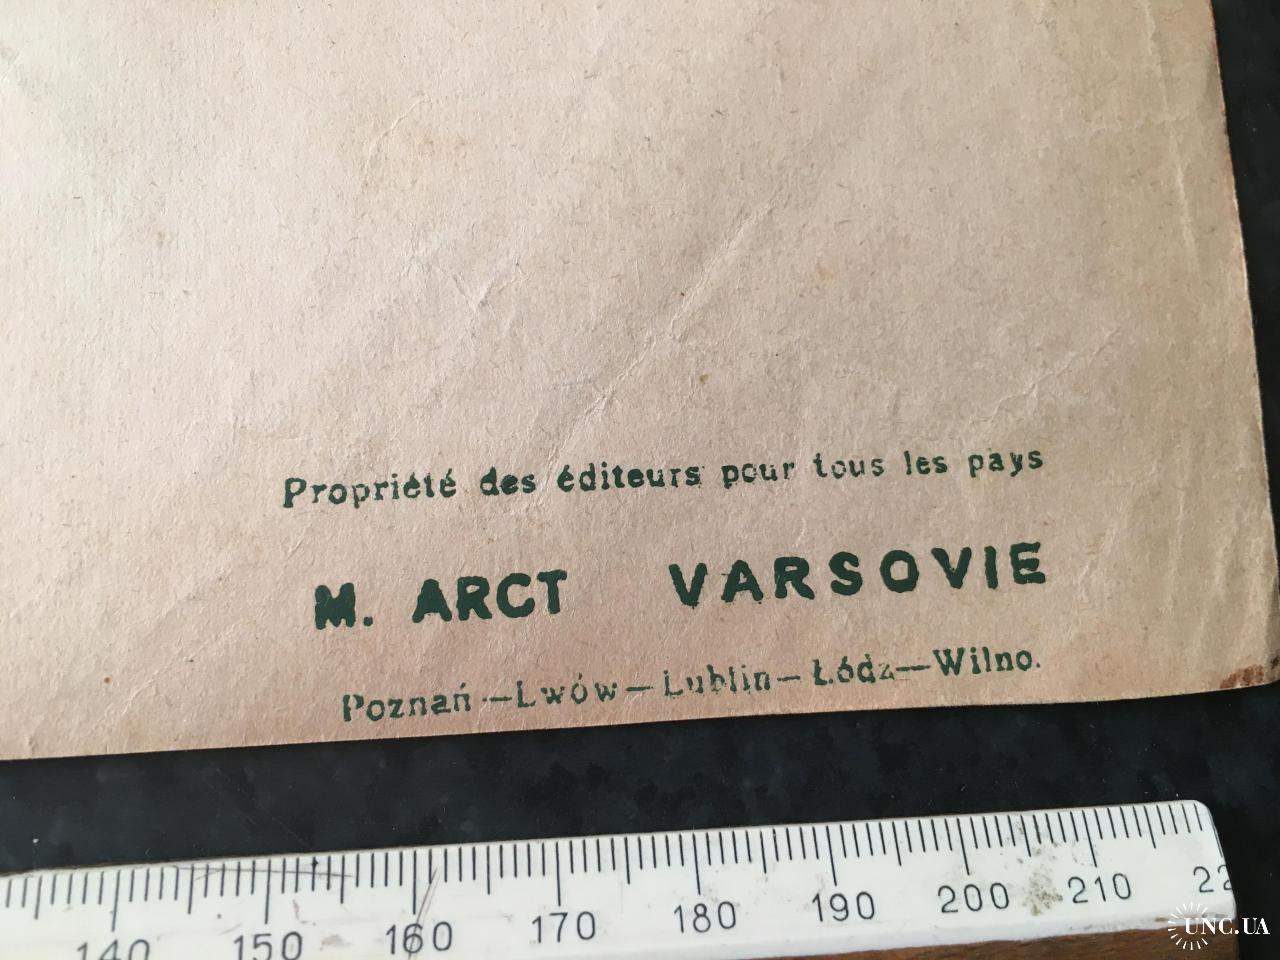 Propriété des éditeurs pour tous les pays
M. ARCT VARSOVIE
Poznań—Lwów—Lublin—Łódz—Wilno.
140 150 160 170 180 190 200 210 22
UNC.UA